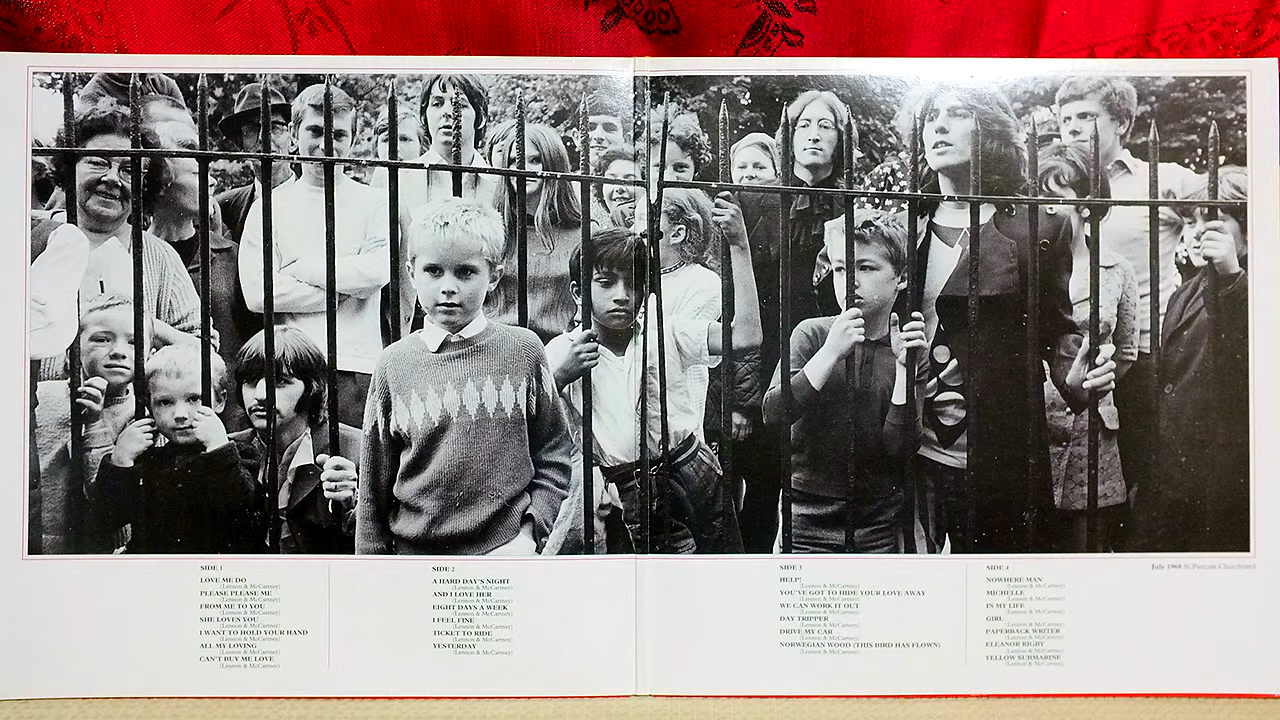 SIDE 1
LOVE ME DO
(Lennon & McCartney)
PLEASE PLEASE ME
(Lennon & McCartney)
FROM ME TO YOU
(Lennon & McCartney)
SHE LOVES YOU
(Lennon & McCartney)
I WANT TO HOLD YOUR HAND
(Lennon & McCartney)
ALL MY LOVING
(Lennon & McCartney)
CAN'T BUY ME LOVE
(Lennon & McCartney)
SIDE 2
A HARD DAY'S NIGHT
(Lennon & McCartney)
AND I LOVE HER
(Lennon & McCartney)
EIGHT DAYS A WEEK
(Lennon & McCartney)
I FEEL FINE
(Lennon & McCartney)
TICKET TO RIDE
(Lennon & McCartney)
YESTERDAY
(Lennon & McCartney)
SIDE 3
HELP!
(Lennon & McCartney)
YOU'VE GOT TO HIDE YOUR LOVE AWAY
(Lennon & McCartney)
WE CAN WORK IT OUT
(Lennon & McCartney)
DAY TRIPPER
(Lennon & McCartney)
DRIVE MY CAR
(Lennon & McCartney)
NORWEGIAN WOOD (THIS BIRD HAS FLOWN)
(Lennon & McCartney)
SIDE 4
NOWHERE MAN
(Lennon & McCartney)
MICHELLE
(Lennon & McCartney)
IN MY LIFE
(Lennon & McCartney)
GIRL
(Lennon & McCartney)
PAPERBACK WRITER
(Lennon & McCartney)
ELEANOR RIGBY
(Lennon & McCartney)
YELLOW SUBMARINE
(Lennon & McCartney)
July 1968 St. Pancras Churchyard